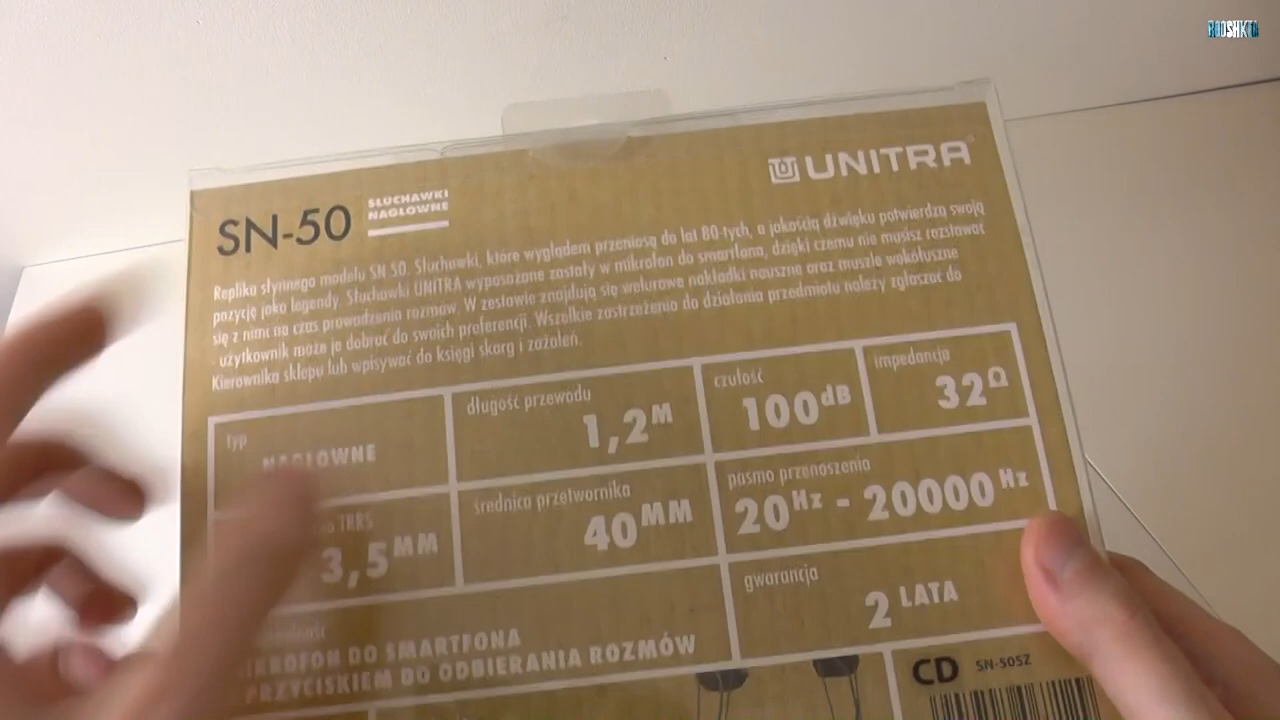 ROOSHKTO
UNITRA
SN-50
SŁUCHAWKI
NAGŁOWNE
Replika słynnego modelu SN 50. Słuchawki, które wyglądem przeniosą do lat 80-tych, a jakością dźwięku potwierdzą swoją
pozycję jako legendy. Słuchawki UNITRA wyposażone zostały w mikrofon do smartfona, dzięki czemu nie musisz rozstawać
się z nimi na czas prowadzenia rozmów. W zestawie znajdują się welurowe nakładki nauszne oraz muszle wokółuszne
użytkownik może je dobrać do swoich preferencji. Wszelkie zastrzeżenia do działania przedmiotu należy zgłaszać do
Kierownika sklepu lub wpisywać do księgi skarg i zażaleń.
typ
NAGŁOWNE
długość przewodu
1,2M
czułość
100dB
impedancja
32Ω
TRRS
3,5MM
średnica przetwornika
40MM
pasmo przenoszenia
20Hz - 20000Hz
DO SMARTFONA
PRZYCISKIEM DO ODBIERANIA ROZMÓW
gwarancja
2 LATA
CD SN-50SZ